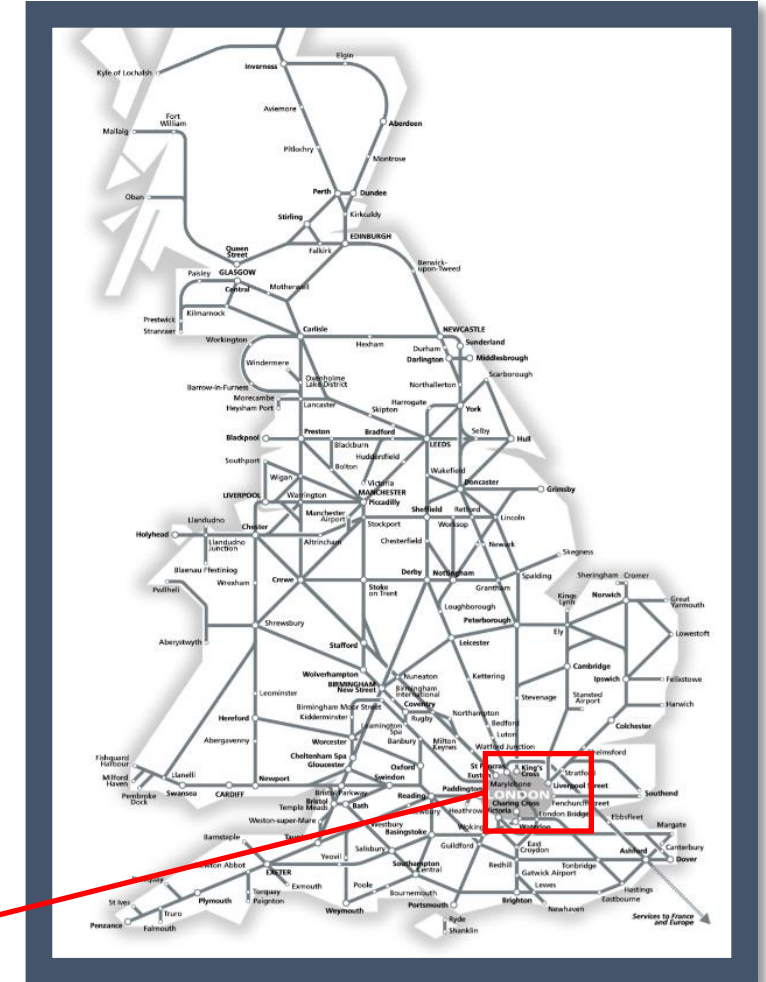 Elgin
Inverness
Kyle of Lochalsh
Aviemore
Fort
William
Aberdeen
Mallaig
Pitlochry
Montrose
Perth
Dundee
Oban
Stirling
Kirkcaldy
EDINBURGH
Queen
Street
Falkirk
Berwick-
upon-Tweed
Paisley
GLASGOW
Central
Motherwell
Prestwick
Kilmarnock
Stranraer
Carlisle
NEWCASTLE
Workington
Hexham
Sunderland
Durham
Darlington
Middlesbrough
Windermere
Scarborough
Oxenholme
Lake District
Barrow-in-Furness
Northallerton
Morecambe
Heysham Port
Lancaster
Harrogate
Skipton
York
Blackpool
Preston
Bradford
Selby
Blackburn
LEEDS
Hull
Southport
Huddersfield
Bolton
Wakefield
Wigan
Victoria
Doncaster
LIVERPOOL
Warrington
MANCHESTER
Piccadilly
Grimsby
Manchester
Airport
Sheffield
Retford
Llandudno
Stockport
Worksop
Lincoln
Holyhead
Chester
Llandudno
Junction
Altrincham
Chesterfield
Newark
Skegness
Blaenau Ffestiniog
Derby
Nottingham
Wrexham
Crewe
Stoke
on Trent
Spalding
Sheringham
Cromer
Pwllheli
Grantham
Kings
Lynn
Norwich
Great
Yarmouth
Loughborough
Shrewsbury
Peterborough
Aberystwyth
Stafford
Leicester
Ely
Lowestoft
Wolverhampton
Cambridge
BIRMINGHAM
New Street
Nuneaton
Kettering
Birmingham
International
Ipswich
Felixstowe
Leominster
Stevenage
Stansted
Airport
Birmingham Moor Street
Coventry
Kidderminster
Rugby
Northampton
Harwich
Hereford
Bedford
Leamington
Spa
Colchester
Abergavenny
Worcester
Banbury
Milton
Keynes
Luton
Watford Junction
Chelmsford
Cheltenham Spa
Gloucester
Oxford
St Pancras
King's
Cross
Euston
Stratford
Fishguard
Harbour
Llanelli
Newport
Swindon
Marylebone
Liverpool Street
Milford
Haven
Paddington
LONDON
Southend
Pembroke
Dock
Swansea
CARDIFF
Bristol Parkway
Reading
Fenchurch Street
Bristol
Temple Meads
Bath
Charing Cross
Heathrow
Victoria
London Bridge
Ebbsfleet
Weston-super-Mare
Westbury
Basingstoke
Woking
Waterloo
Margate
Barnstaple
Guildford
East
Croydon
Salisbury
Canterbury
Yeovil
Redhill
Tonbridge
Ashford
Dover
EXETER
Southampton
Central
Gatwick Airport
Exmouth
Poole
Lewes
Hastings
Torquay
Paignton
Bournemouth
Eastbourne
St Ives
Plymouth
Brighton
Newhaven
Truro
Weymouth
Portsmouth
Penzance
Falmouth
Ryde
Shanklin
Services to France
and Europe